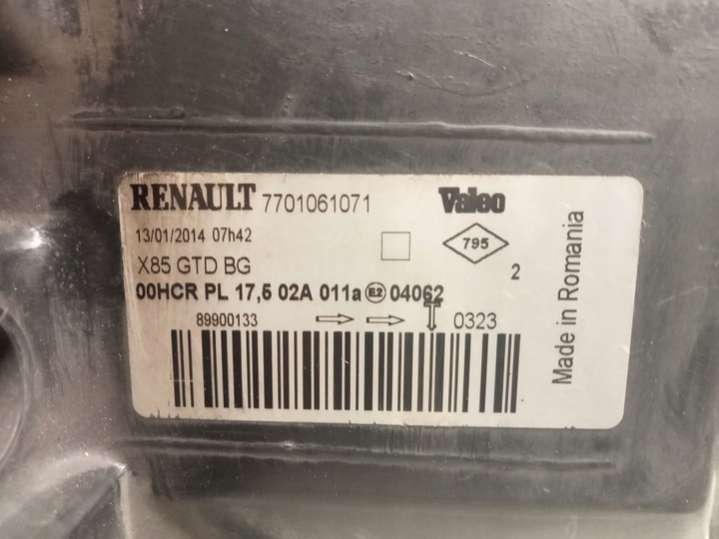 RENAULT 7701061071 Valeo
13/01/2014 07h42
795
X85 GTD BG
2
00HCR PL 17,5 02A 011a E2 04062
89900133 0323
Made in Romania